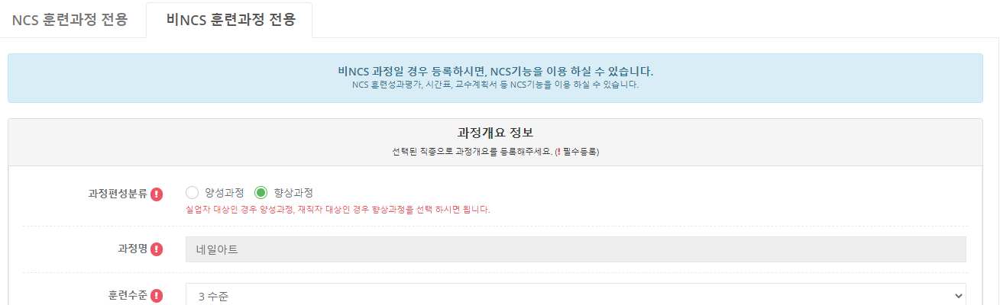 NCS 훈련과정 전용
비NCS 훈련과정 전용
비NCS 과정일 경우 등록하시면, NCS기능을 이용 하실 수 있습니다.
NCS 훈련성과평가, 시간표, 교수계획서 등 NCS기능을 이용 하실 수 있습니다.
과정개요 정보
선택된 직종으로 과정개요를 등록해주세요. (! 필수등록)
과정편성분류 ! 양성과정 향상과정
실업자 대상인 경우 양성과정, 재직자 대상인 경우 향상과정을 선택 하시면 됩니다.
과정명 ! 네일아트
훈련수준 ! 3 수준